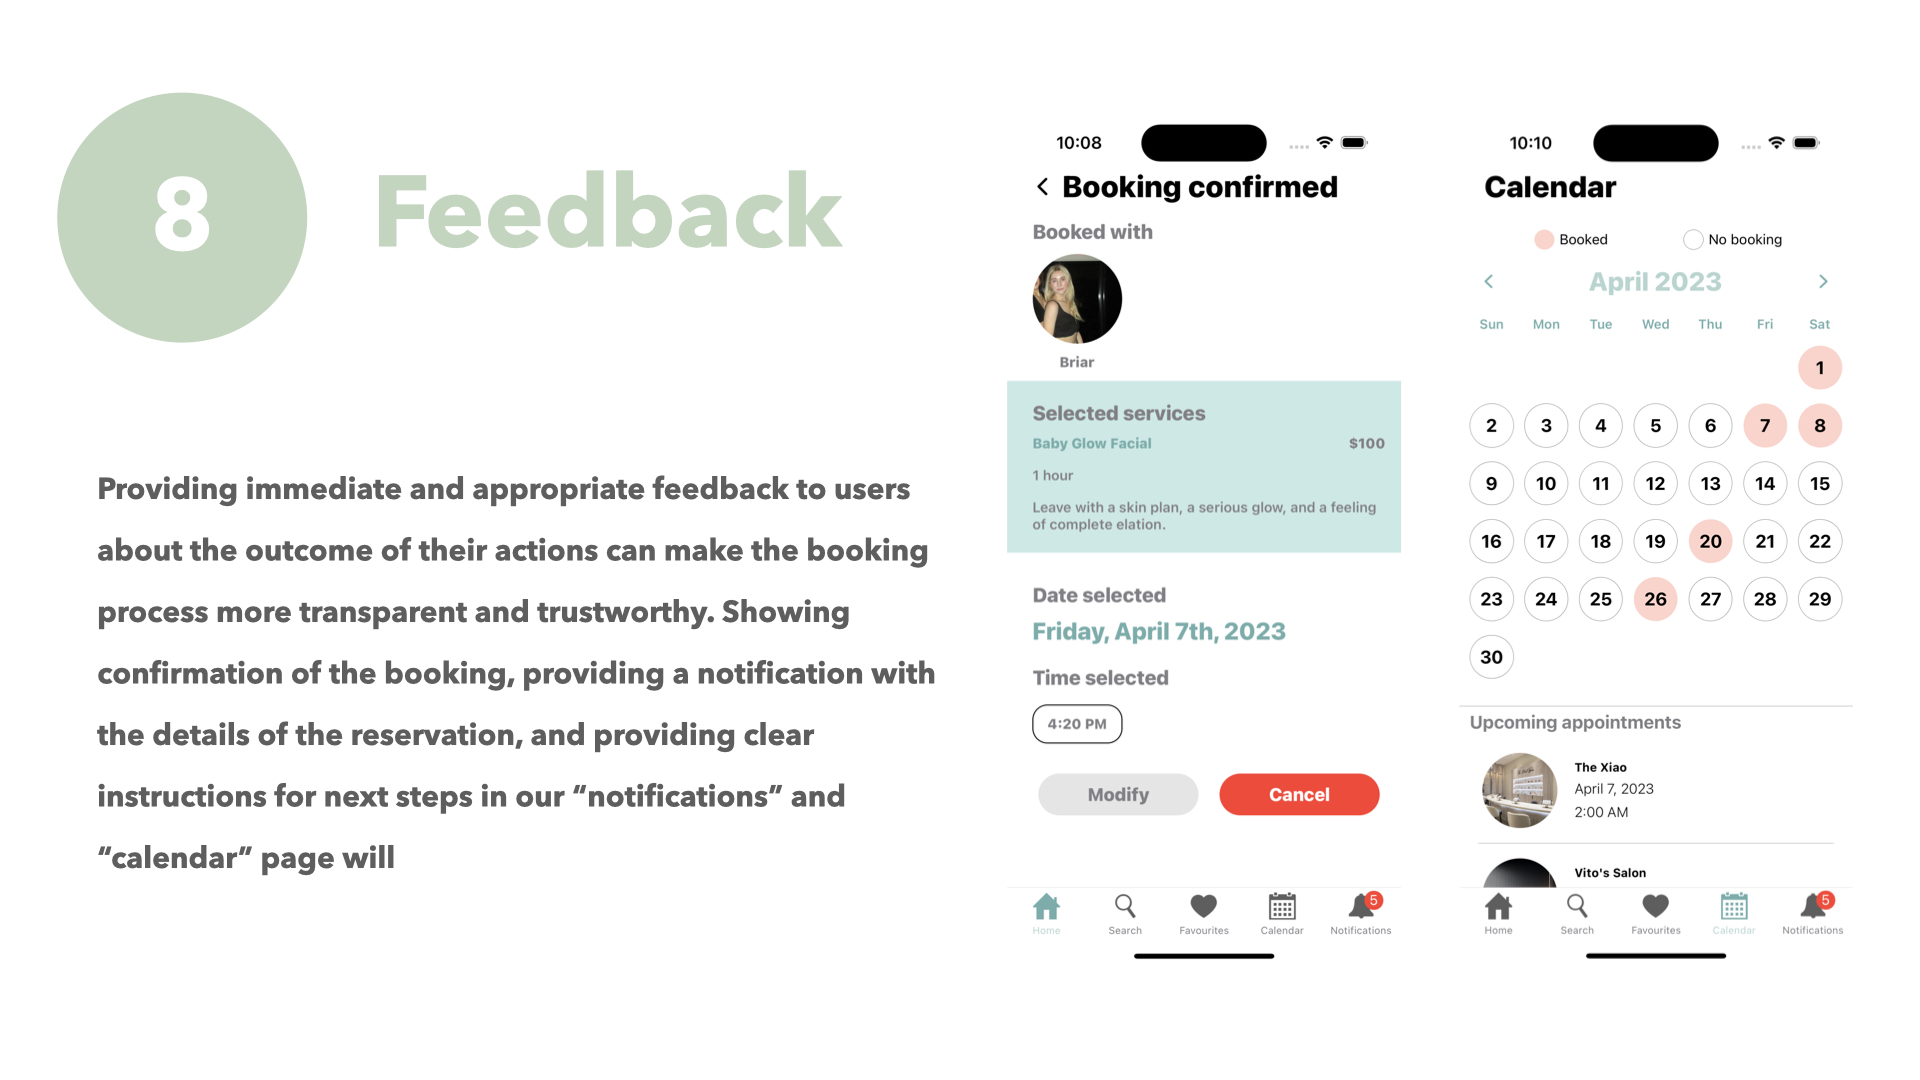 8
Feedback
Providing immediate and appropriate feedback to users
about the outcome of their actions can make the booking
process more transparent and trustworthy. Showing
confirmation of the booking, providing a notification with
the details of the reservation, and providing clear
instructions for next steps in our “notifications” and
“calendar” page will
10:08
Booking confirmed
Booked with
Briar
Selected services
Baby Glow Facial $100
1 hour
Leave with a skin plan, a serious glow, and a feeling
of complete elation.
Date selected
Friday, April 7th, 2023
Time selected
4:20 PM
Modify Cancel
5
Home Search Favourites Calendar Notifications
10:10
Calendar
Booked No booking
April 2023
Sun Mon Tue Wed Thu Fri Sat
1
2 3 4 5 6 7 8
9 10 11 12 13 14 15
16 17 18 19 20 21 22
23 24 25 26 27 28 29
30
Upcoming appointments
The Xiao
April 7, 2023
2:00 AM
Vito's Salon
5
Home Search Favourites Calendar Notifications